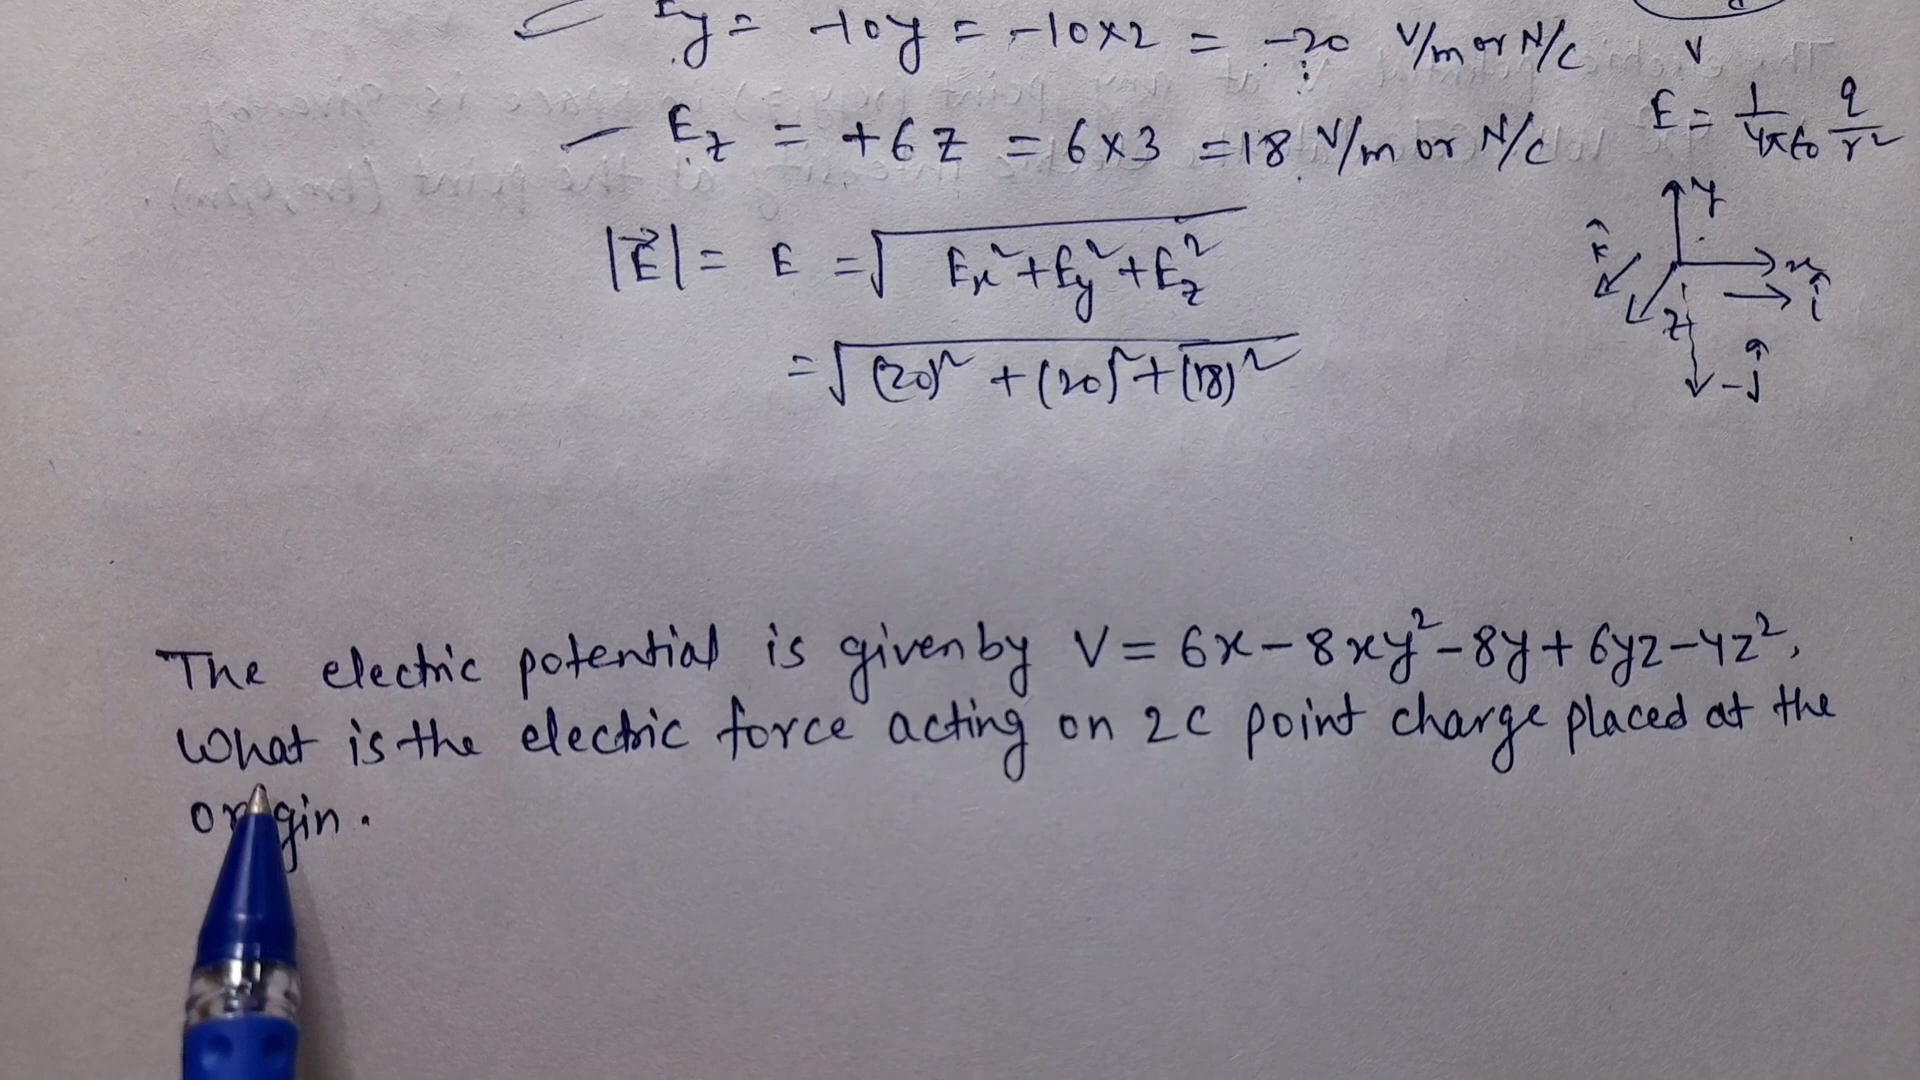 Ey = -10y = -10×2 = -20 V/m or N/C
V
Ez = +6z = 6×3 = 18 V/m or N/C
E = 1/4πε0 q/r²
|E⃗| = E = √Ex²+Ey²+Ez²
y
x
î
k̂
z
-ĵ
= √(20)² + (20)² + (18)²
The electric potential is given by V = 6x - 8xy² - 8y + 6yz - 4z²,
What is the electric force acting on 2C point charge placed at the
origin.